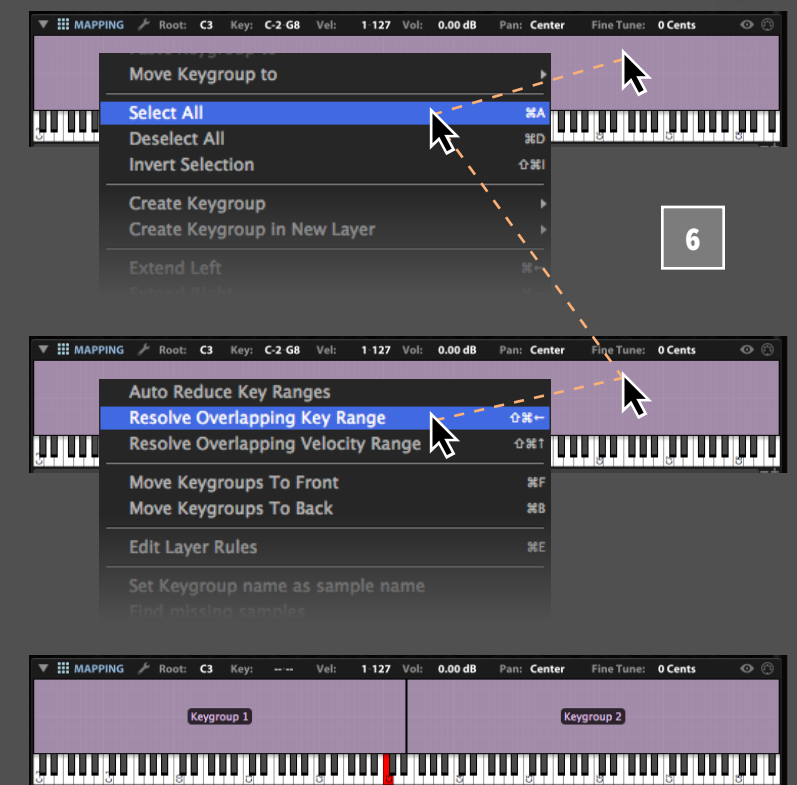 MAPPING Root: C3 Key: C-2 G8 Vel: 1 127 Vol: 0.00 dB Pan: Center Fine Tune: 0 Cents
Move Keygroup to
Select All ⌘A
Deselect All ⌘D
Invert Selection ⇧⌘I
Create Keygroup
Create Keygroup in New Layer
Extend Left ⌘←
Extend Right
6
MAPPING Root: C3 Key: C-2 G8 Vel: 1 127 Vol: 0.00 dB Pan: Center Fine Tune: 0 Cents
Auto Reduce Key Ranges
Resolve Overlapping Key Range ⇧⌘←
Resolve Overlapping Velocity Range ⇧⌘↑
Move Keygroups To Front ⌘F
Move Keygroups To Back ⌘B
Edit Layer Rules ⌘E
Set Keygroup name as sample name
Find missing samples
MAPPING Root: C3 Key: -- -- Vel: 1 127 Vol: 0.00 dB Pan: Center Fine Tune: 0 Cents
Keygroup 1 Keygroup 2